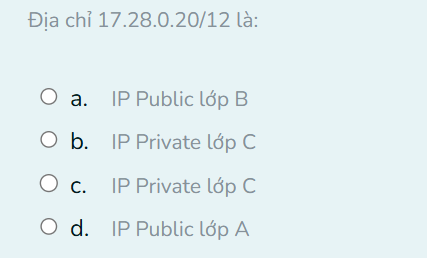 Địa chỉ 17.28.0.20/12 là:
a. IP Public lớp B
b. IP Private lớp C
c. IP Private lớp C
d. IP Public lớp A